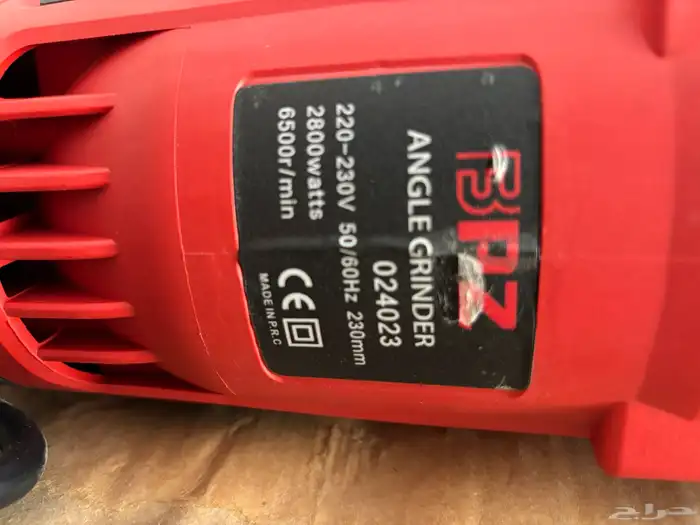 BPZ
ANGLE GRINDER
024023
220-230V 50/60Hz 230mm
2800watts
6500r/min
CE
MADE IN P.R.C
حراج